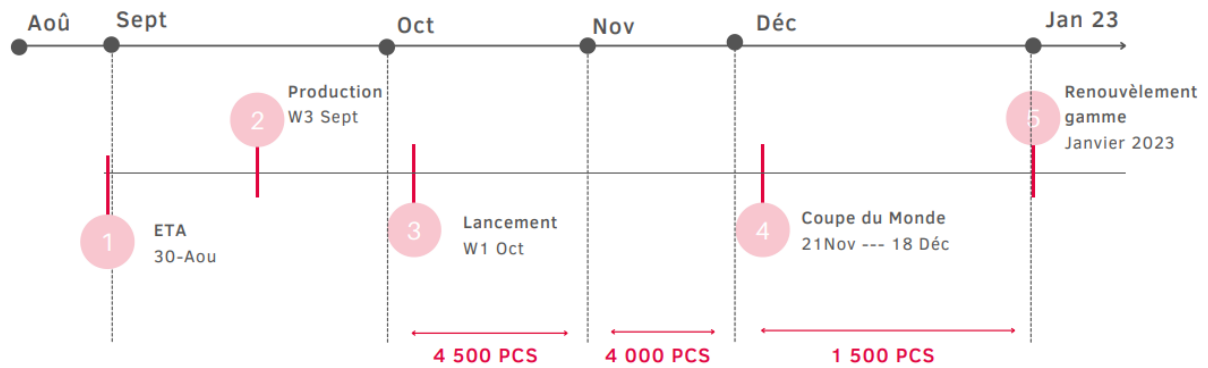 Aoû
Sept
Oct
Nov
Déc
Jan 23
1
ETA
30-Aou
2
Production
W3 Sept
3
Lancement
W1 Oct
4
Coupe du Monde
21Nov --- 18 Déc
5
Renouvèlement
gamme
Janvier 2023
4 500 PCS
4 000 PCS
1 500 PCS